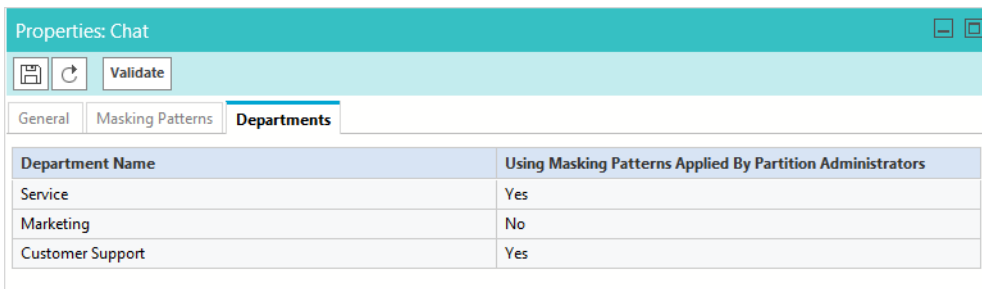 Properties: Chat
Validate
General Masking Patterns Departments
Department Name Using Masking Patterns Applied By Partition Administrators
Service Yes
Marketing No
Customer Support Yes